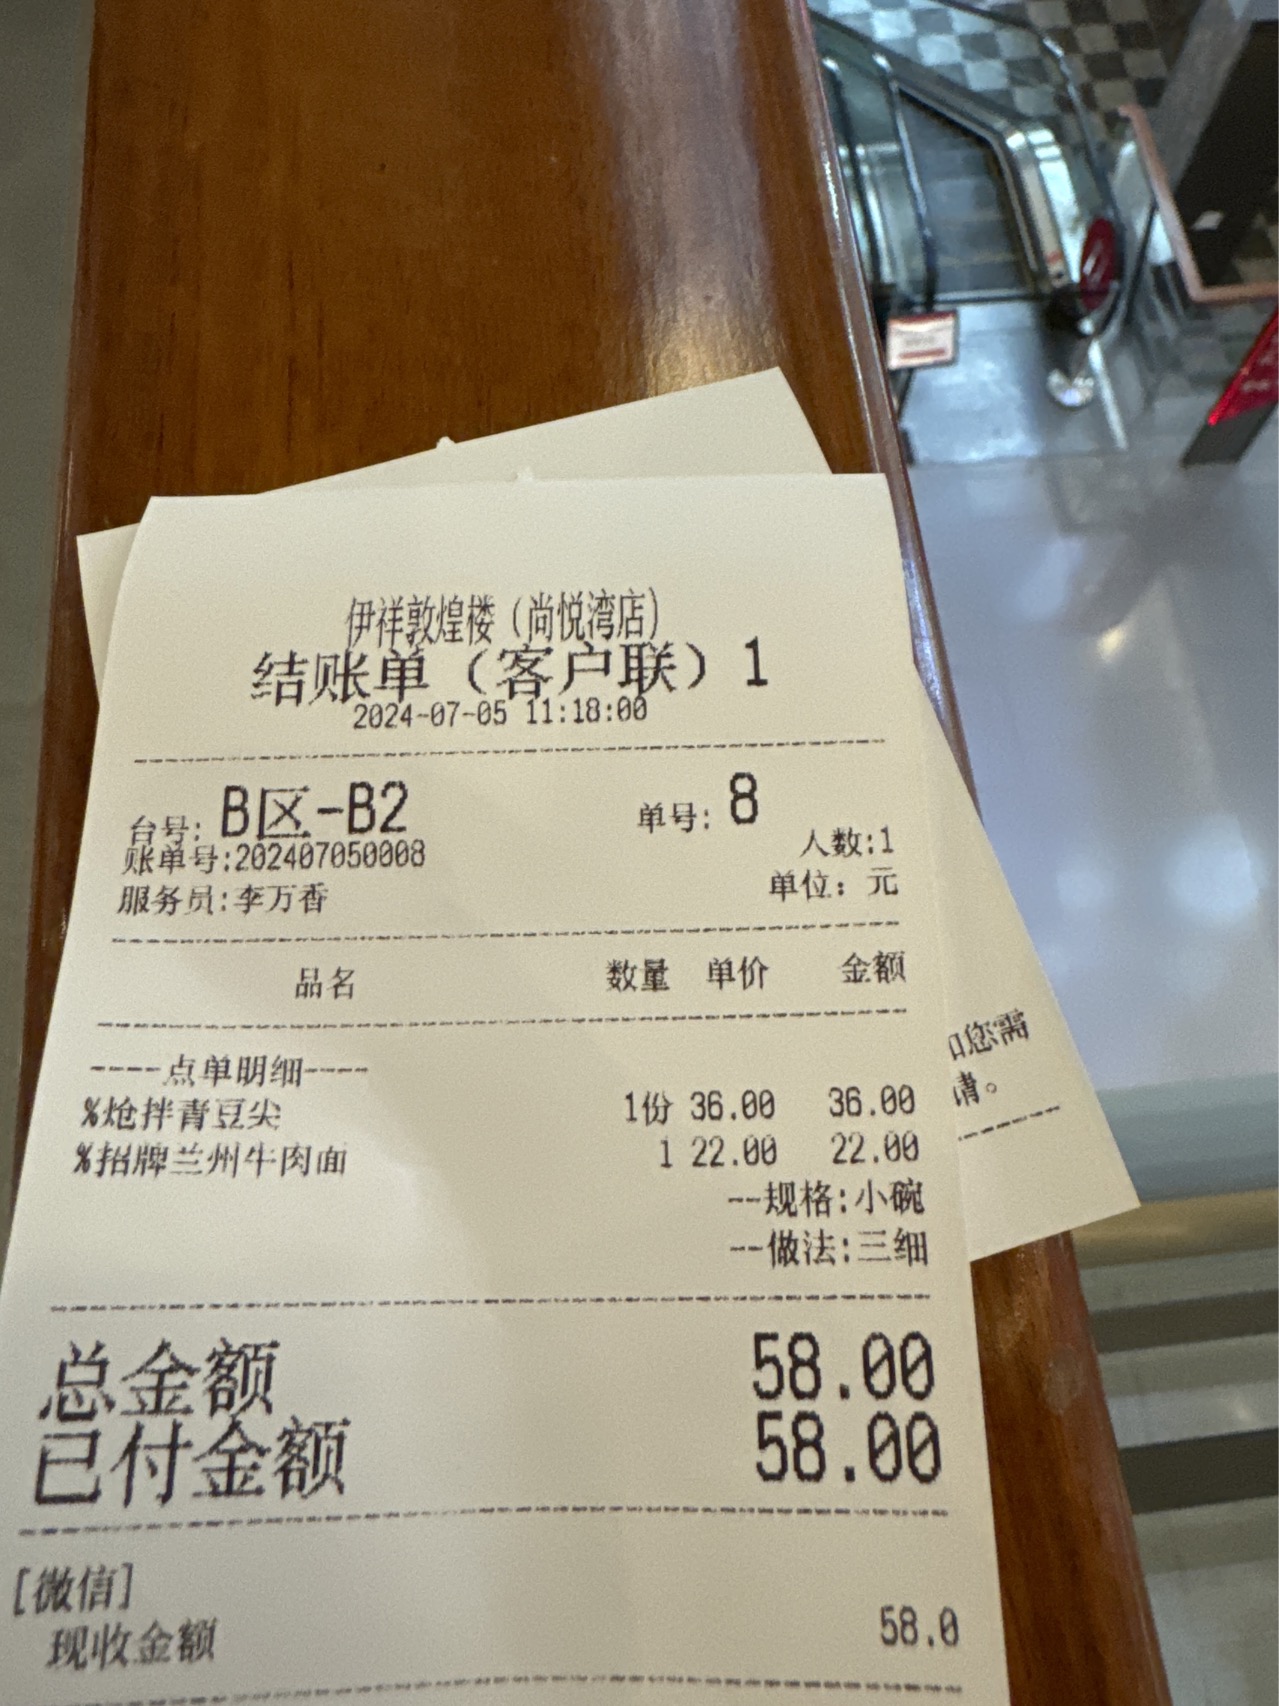 伊祥敦煌楼（尚悦湾店）
结账单（客户联）1
2024-07-05 11:18:00
台号: B区-B2 单号: 8
账单号:202407050008 人数:1
服务员:李万香 单位：元
品名 数量 单价 金额
----点单明细----
%炝拌青豆尖 1份 36.00 36.00
%招牌兰州牛肉面 1 22.00 22.00
--规格:小碗
--做法:三细
总金额 58.00
已付金额 58.00
[微信]
现收金额 58.0
您需
请。